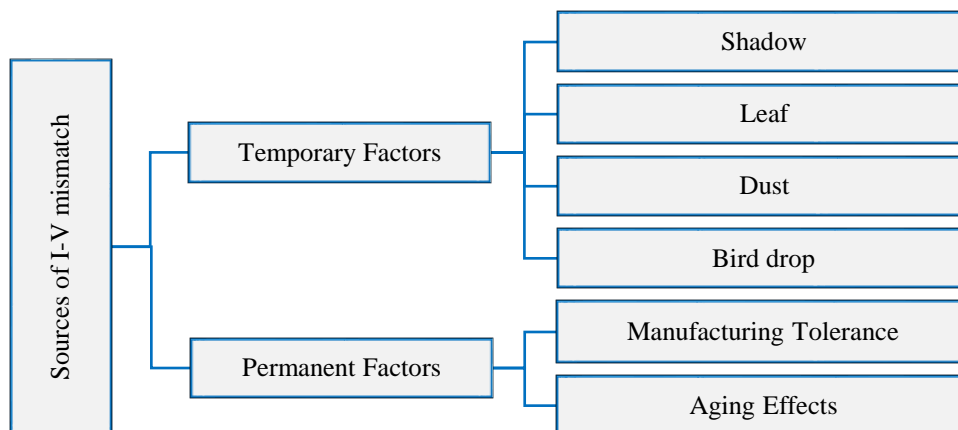 Sources of I-V mismatch
Temporary Factors
Shadow
Leaf
Dust
Bird drop
Permanent Factors
Manufacturing Tolerance
Aging Effects